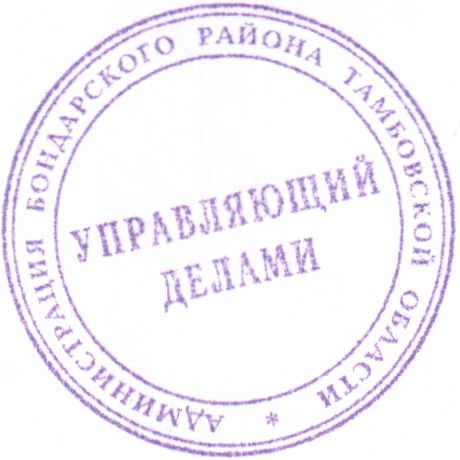 АДМИНИСТРАЦИЯ БОНДАРСКОГО РАЙОНА ТАМБОВСКОЙ ОБЛАСТИ *
УПРАВЛЯЮЩИЙ
ДЕЛАМИ